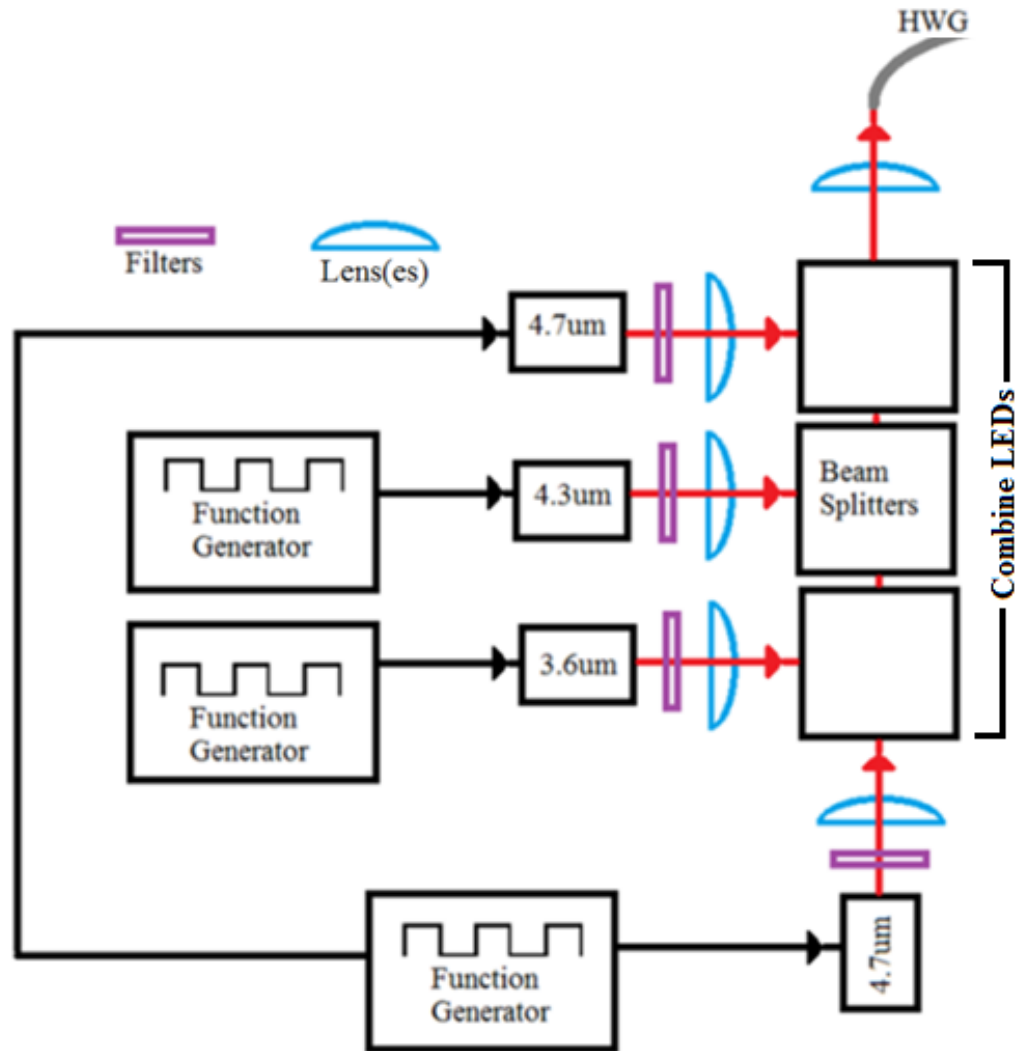 HWG
Filters
Lens(es)
4.7um
Function
Generator
4.3um
Beam
Splitters
Combine LEDs
Function
Generator
3.6um
Function
Generator
4.7um